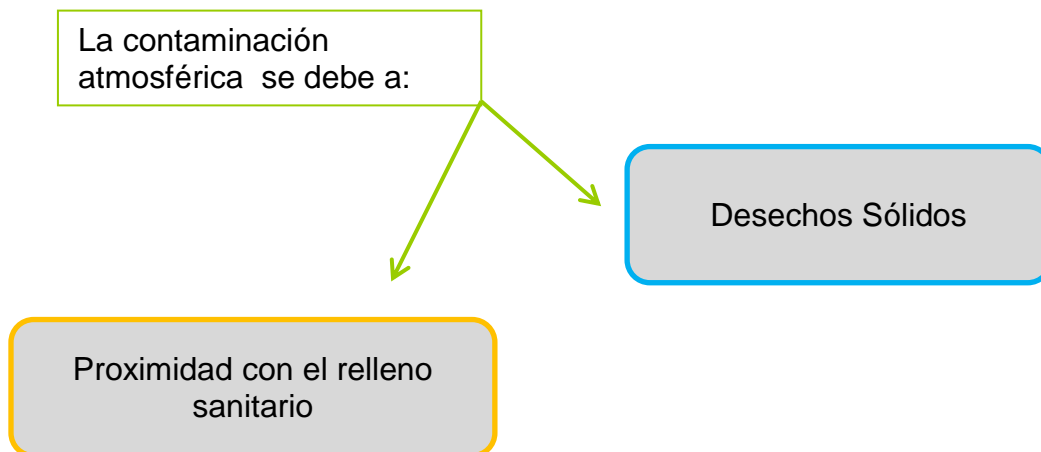 La contaminación
atmosférica  se debe a:
Desechos Sólidos
Proximidad con el relleno
sanitario